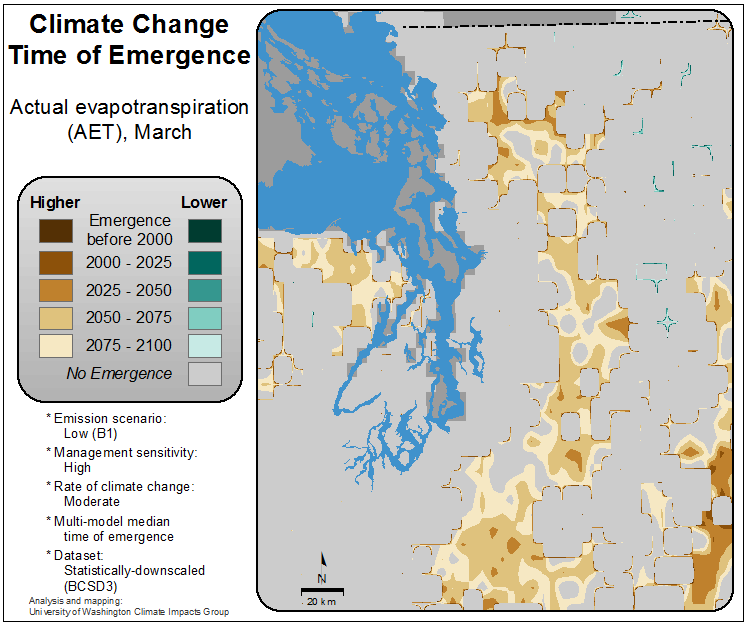 Climate Change
Time of Emergence
Actual evapotranspiration
(AET), March
Higher Lower
Emergence
before 2000
2000 - 2025
2025 - 2050
2050 - 2075
2075 - 2100
No Emergence
* Emission scenario:
Low (B1)
* Management sensitivity:
High
* Rate of climate change:
Moderate
* Multi-model median
time of emergence
* Dataset:
Statistically-downscaled
(BCSD3)
Analysis and mapping:
University of Washington Climate Impacts Group
N
20 km